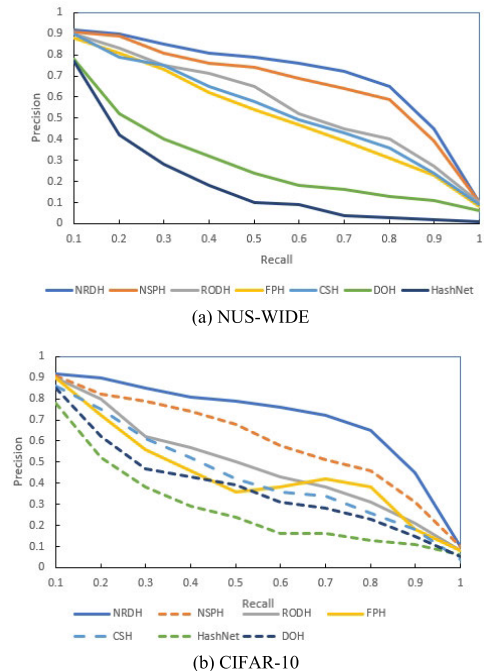 1
0.9
0.8
0.7
0.6
0.5
0.4
0.3
0.2
0.1
0
Precision
0.1 0.2 0.3 0.4 0.5 0.6 0.7 0.8 0.9 1
Recall
NRDH NSPH RODH FPH CSH DOH HashNet
(a) NUS-WIDE
1
0.9
0.8
0.7
0.6
0.5
0.4
0.3
0.2
0.1
0
Precision
0.1 0.2 0.3 0.4 0.5 0.6 0.7 0.8 0.9 1
Recall
NRDH NSPH RODH FPH
CSH HashNet DOH
(b) CIFAR-10